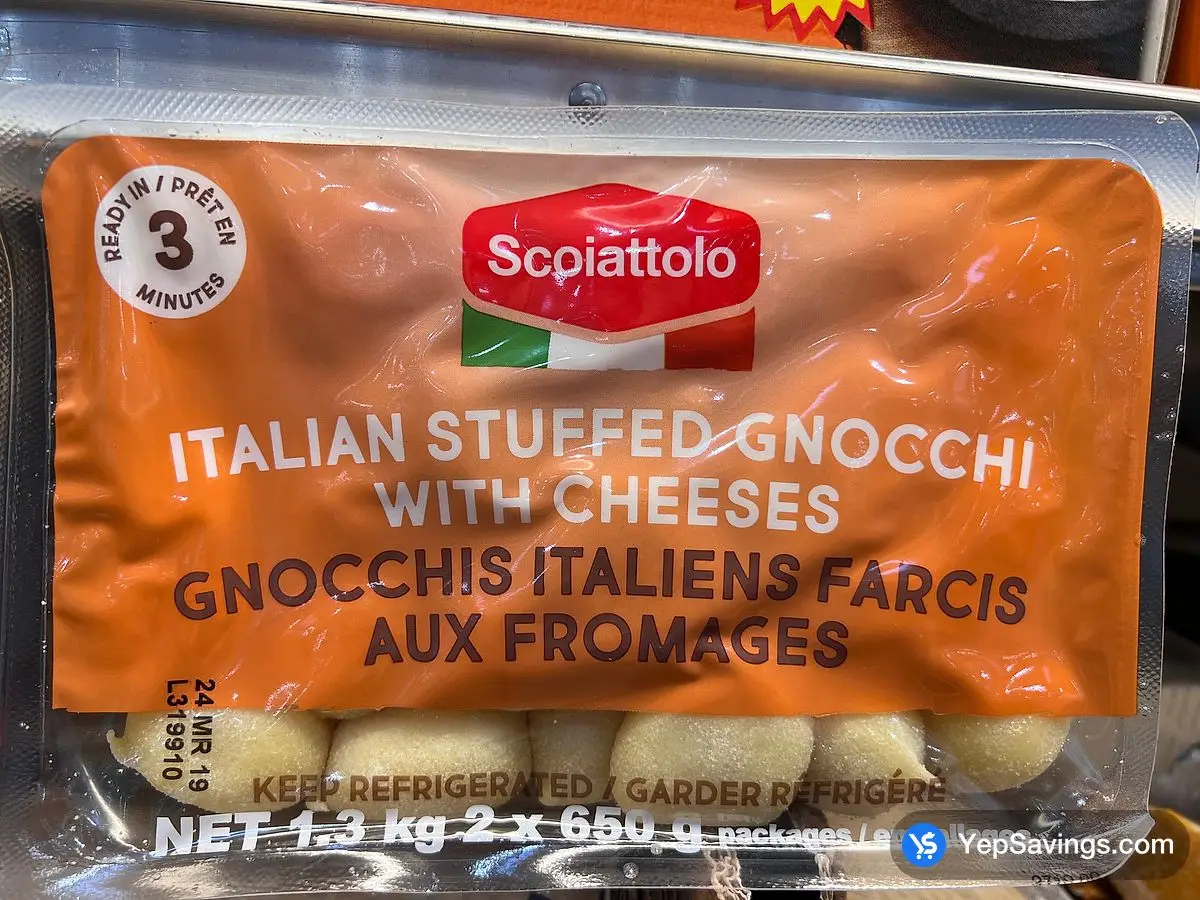 READY IN / PRÊT EN
3
MINUTES
Scoiattolo
ITALIAN STUFFED GNOCCHI
WITH CHEESES
GNOCCHIS ITALIENS FARCIS
AUX FROMAGES
24 MR 19
L319910
KEEP REFRIGERATED / GARDER RÉFRIGÉRÉ
NET 1.3 kg 2 x 650 g packages /
YepSavings.com